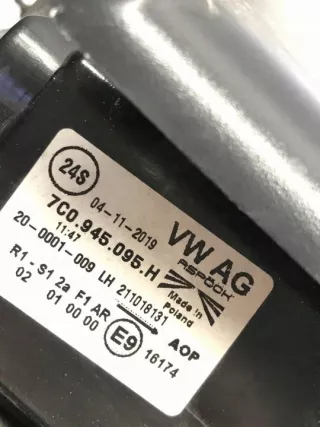 24S
04-11-2019
VW AG
7C0.945.095.H
ASPÖCK
11:47
20-0001-009 LH 211018131
Made in
Poland
R1 - S1 2a F1 AR
02 01 00 00
E9
16174
AOP